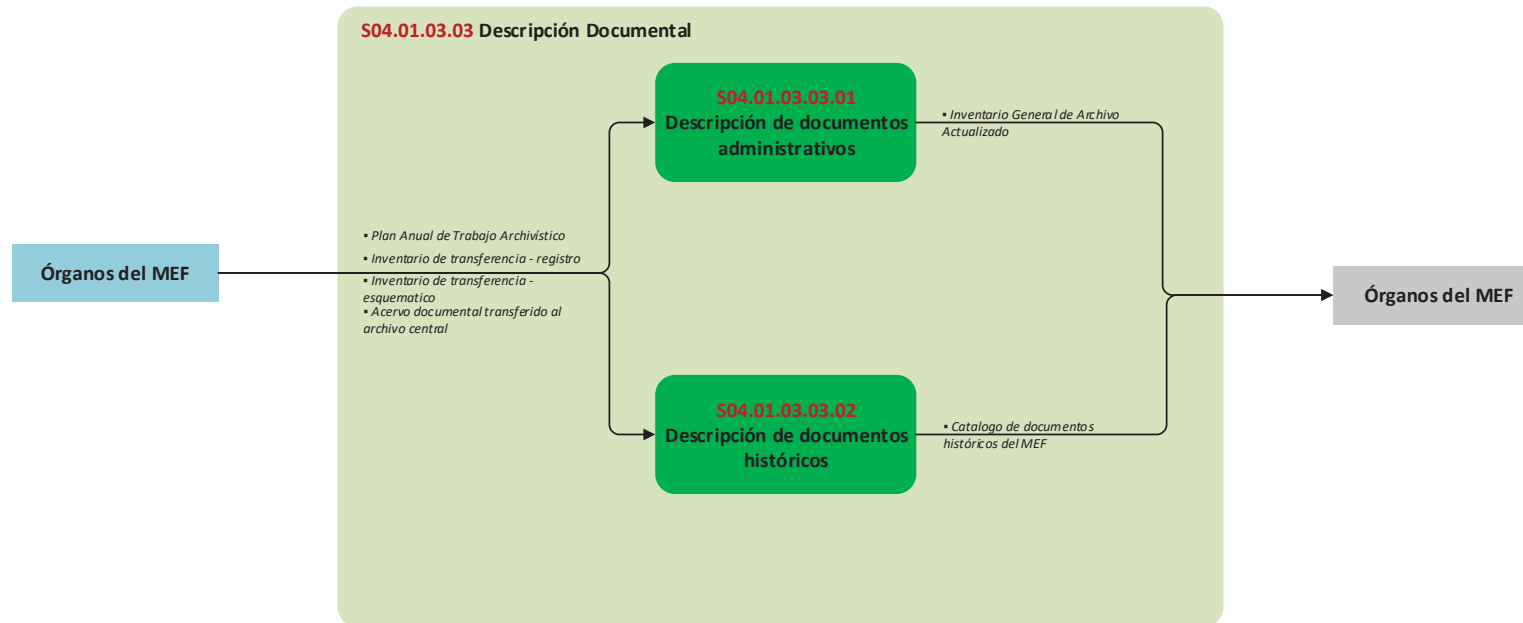 S04.01.03.03 Descripción Documental
S04.01.03.03.01
Descripción de documentos
administrativos
▪ Inventario General de Archivo
Actualizado
▪ Plan Anual de Trabajo Archivístico
▪ Inventario de transferencia - registro
▪ Inventario de transferencia -
esquematico
▪ Acervo documental transferido al
archivo central
Órganos del MEF
Órganos del MEF
S04.01.03.03.02
Descripción de documentos
históricos
▪ Catalogo de documentos
históricos del MEF